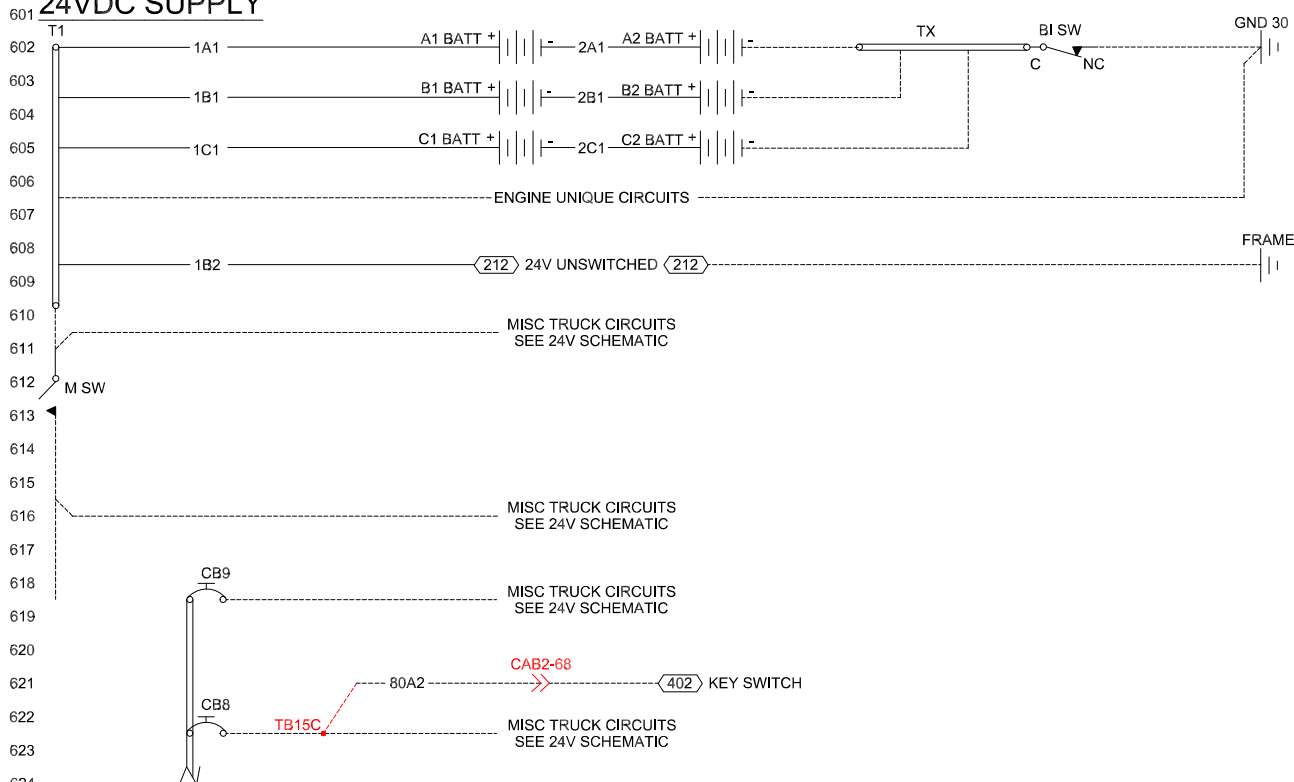 601 24VDC SUPPLY
T1
GND 30
602 1A1 A1 BATT + - 2A1 A2 BATT + - TX BI SW
C NC
603 1B1 B1 BATT + - 2B1 B2 BATT + -
604
605 1C1 C1 BATT + - 2C1 C2 BATT + -
606 ENGINE UNIQUE CIRCUITS
607
608 1B2 212 24V UNSWITCHED 212 FRAME
609
610 MISC TRUCK CIRCUITS
611 SEE 24V SCHEMATIC
612 M SW
613
614
615
616 MISC TRUCK CIRCUITS
SEE 24V SCHEMATIC
617
618 CB9 MISC TRUCK CIRCUITS
619 SEE 24V SCHEMATIC
620
CAB2-68
621 80A2 402 KEY SWITCH
622 CB8 TB15C MISC TRUCK CIRCUITS
623 SEE 24V SCHEMATIC